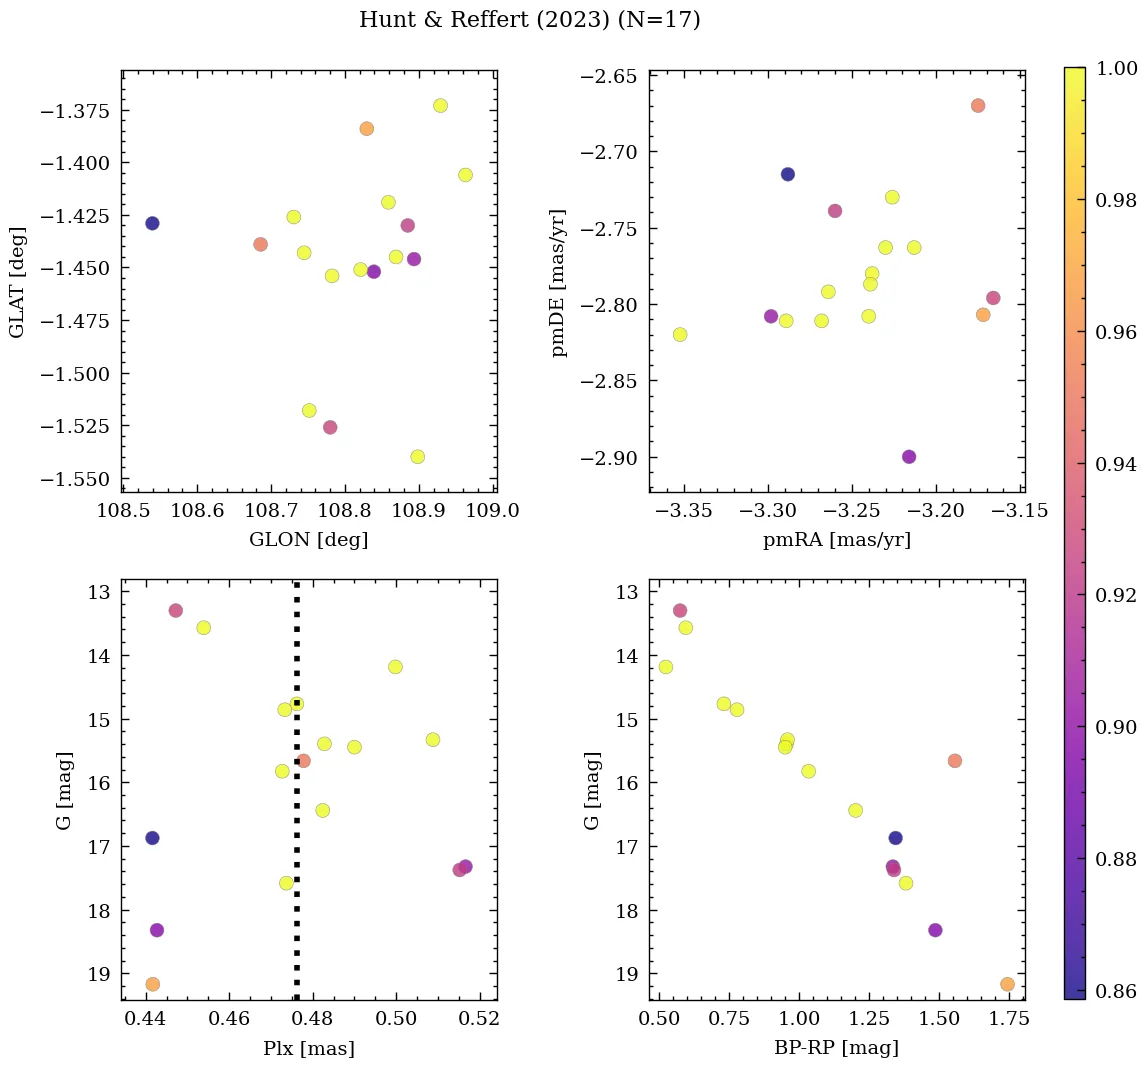 Hunt & Reffert (2023) (N=17)
−1.375
−1.400
−1.425
−1.450
−1.475
−1.500
−1.525
−1.550
GLAT [deg]
108.5 108.6 108.7 108.8 108.9 109.0
GLON [deg]
−2.65
−2.70
−2.75
−2.80
−2.85
−2.90
pmDE [mas/yr]
−3.35 −3.30 −3.25 −3.20 −3.15
pmRA [mas/yr]
13
14
15
16
17
18
19
G [mag]
0.44 0.46 0.48 0.50 0.52
Plx [mas]
13
14
15
16
17
18
19
G [mag]
0.50 0.75 1.00 1.25 1.50 1.75
BP-RP [mag]
1.00
0.98
0.96
0.94
0.92
0.90
0.88
0.86